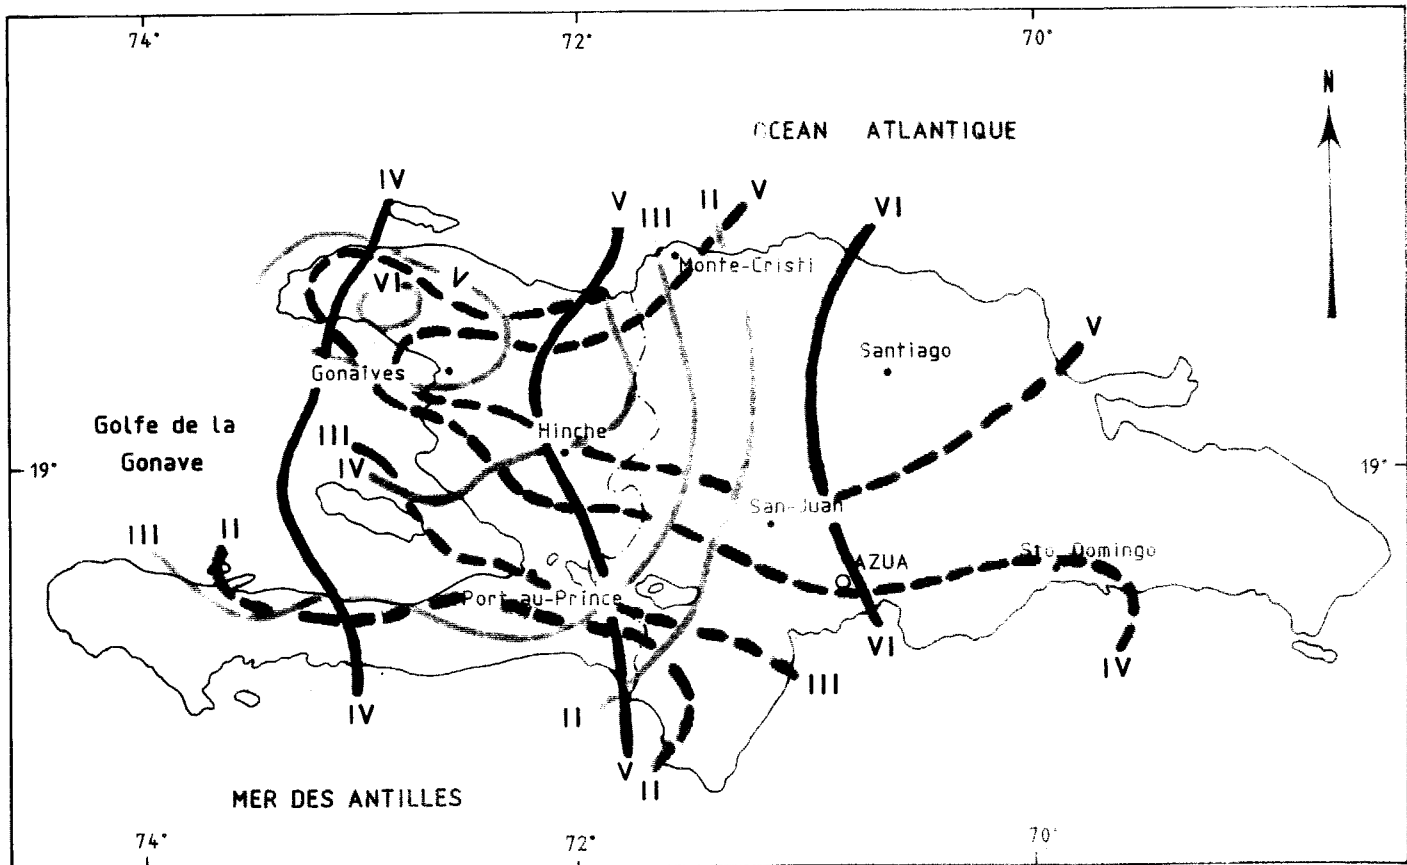 74°
72°
70°
N
OCEAN ATLANTIQUE
IV
V
III
II
V
VI
Monte-Cristi
VI
V
V
Santiago
Gonaïves
Golfe de la
Gonave
III
Hinche
IV
19°
19°
San-Juan
III
II
AZUA
Sto Domingo
Port-au-Prince
VI
IV
III
IV
II
V
II
MER DES ANTILLES
74°
72°
70°